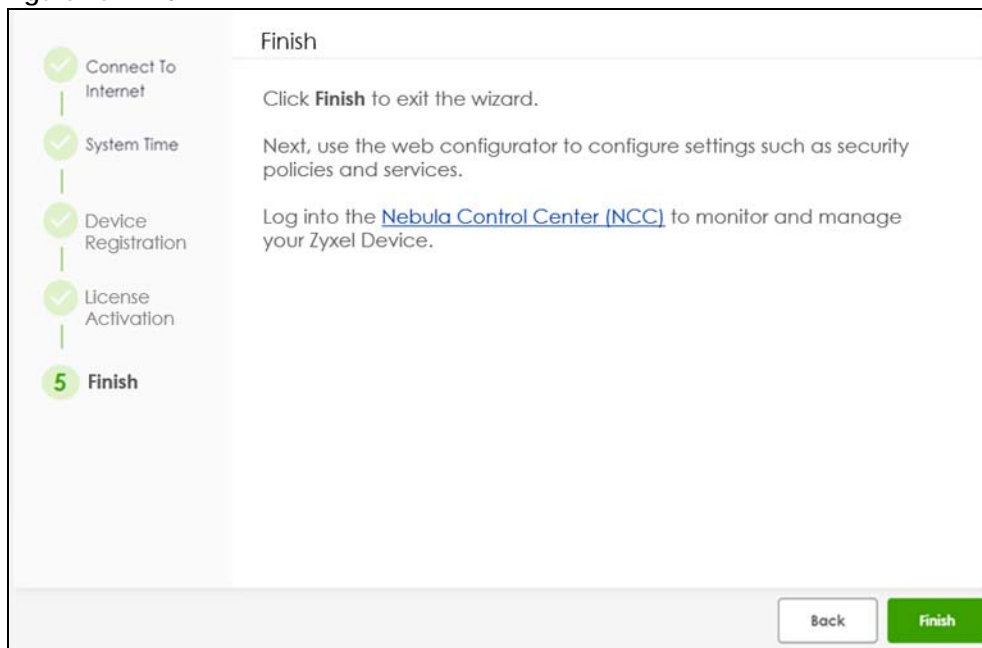 Finish
Connect To
Internet
System Time
Device
Registration
License
Activation
5 Finish
Click Finish to exit the wizard.
Next, use the web configurator to configure settings such as security
policies and services.
Log into the Nebula Control Center (NCC) to monitor and manage
your Zyxel Device.
Back
Finish